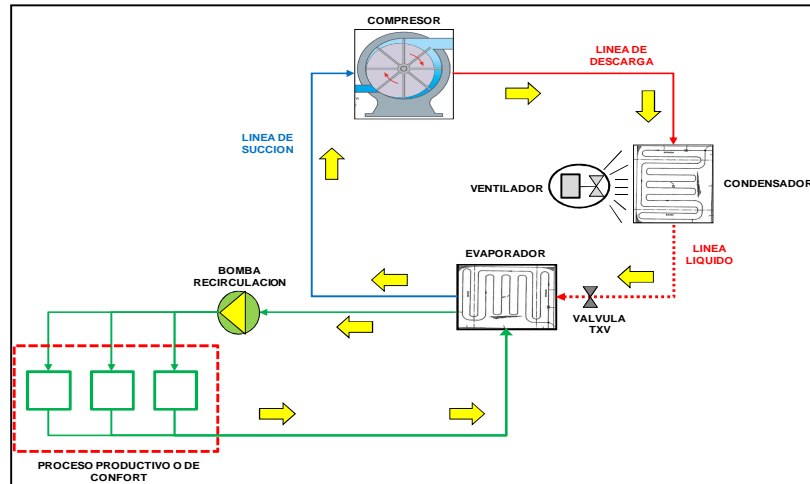 COMPRESOR
LINEA DE
DESCARGA
LINEA DE
SUCCION
VENTILADOR
CONDENSADOR
LINEA
LIQUIDO
EVAPORADOR
BOMBA
RECIRCULACION
VALVULA
TXV
PROCESO PRODUCTIVO O DE
CONFORT